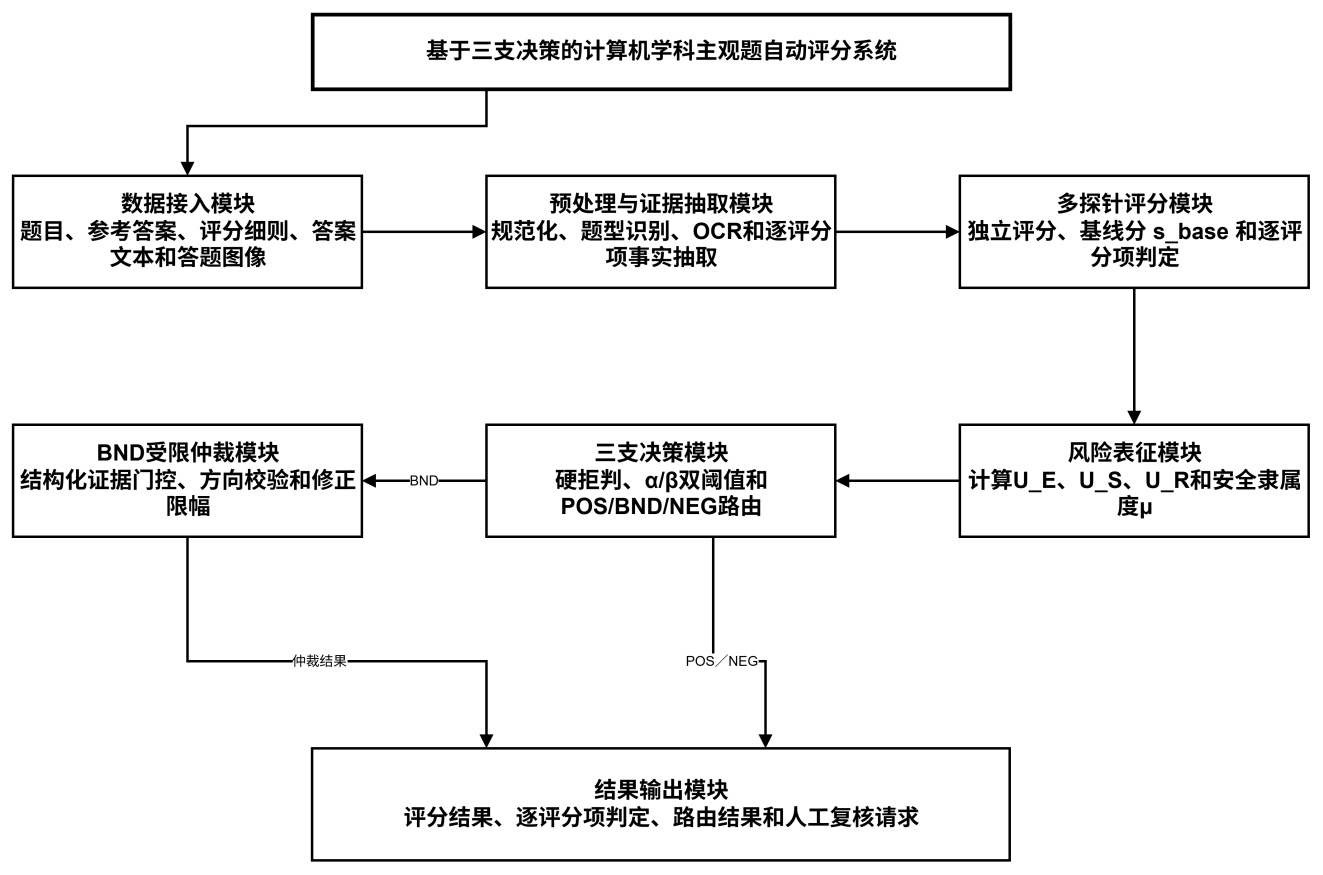 基于三支决策的计算机学科主观题自动评分系统
数据接入模块
题目、参考答案、评分细则、答案
文本和答题图像
预处理与证据抽取模块
规范化、题型识别、OCR和逐评分
项事实抽取
多探针评分模块
独立评分、基线分 s_base 和逐评
分项判定
BND受限仲裁模块
结构化证据门控、方向校验和修正
限幅
BND
三支决策模块
硬拒判、α/β双阈值和
POS/BND/NEG路由
风险表征模块
计算U_E、U_S、U_R和安全隶属
度μ
仲裁结果
POS／NEG
结果输出模块
评分结果、逐评分项判定、路由结果和人工复核请求